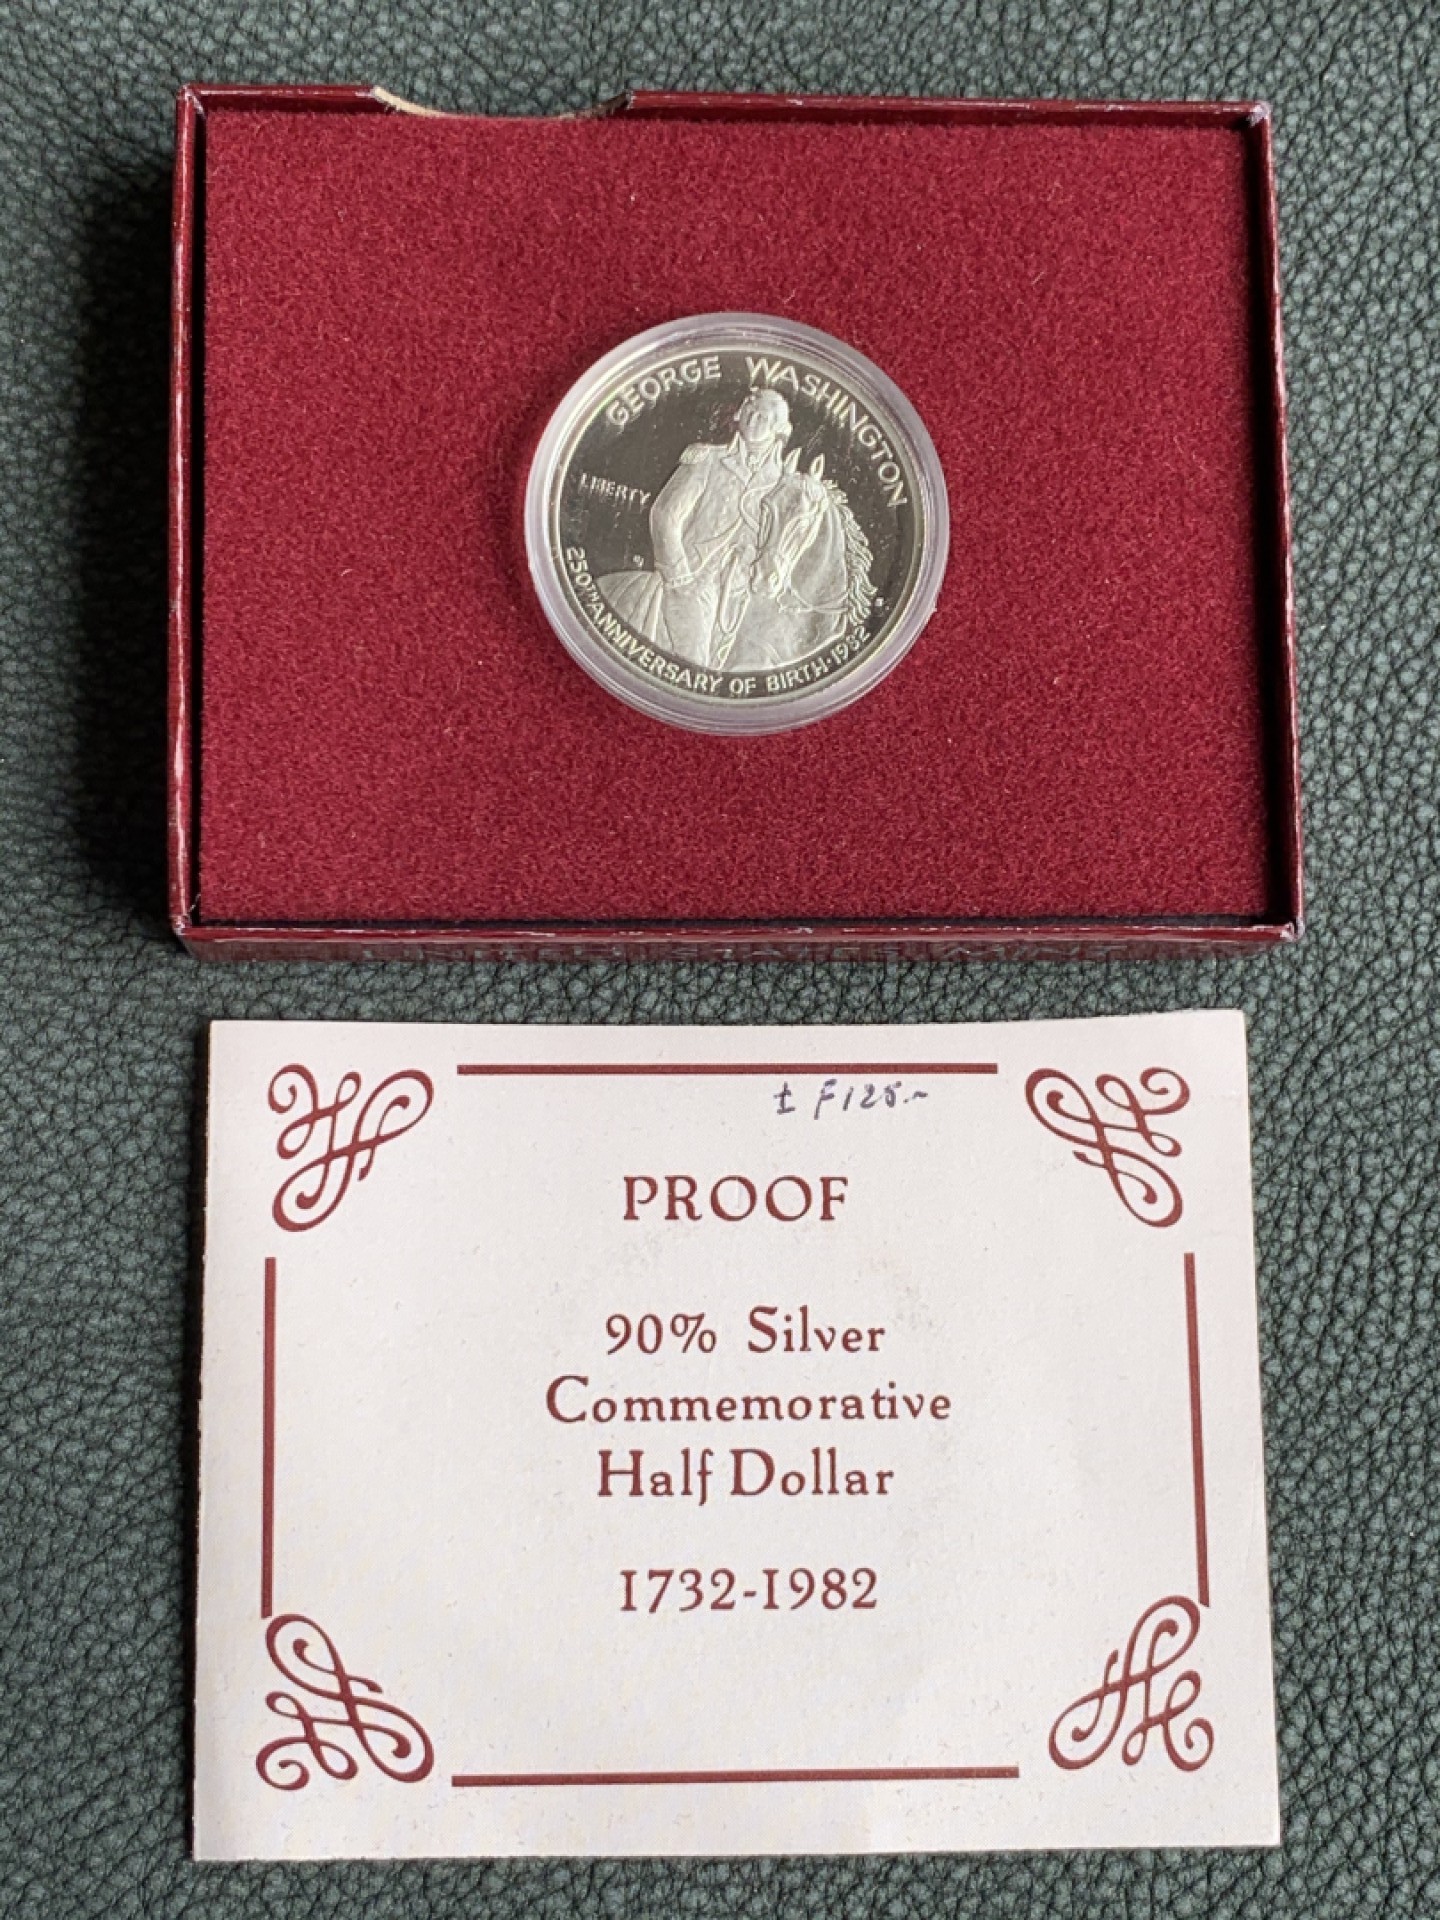 GEORGE WASHINGTON
LIBERTY
250TH ANNIVERSARY OF BIRTH·1982
± F125.~
PROOF
90% Silver
Commemorative
Half Dollar
1732-1982